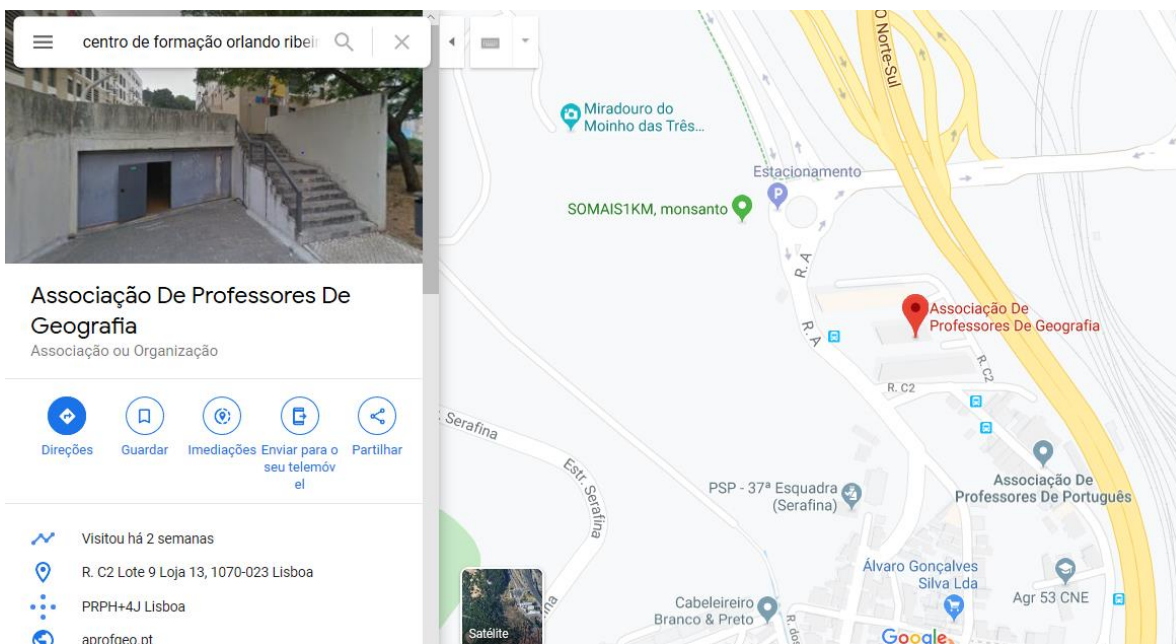 centro de formação orlando ribeir
Associação De Professores De
Geografia
Associação ou Organização
Direções
Guardar
Imediações
Enviar para o
seu telemóv
el
Partilhar
Visitou há 2 semanas
R. C2 Lote 9 Loja 13, 1070-023 Lisboa
PRPH+4J Lisboa
aprofgeo.pt
O Norte-Sul
Miradouro do
Moinho das Três...
Estacionamento
P
SOMAIS1KM, monsanto
R. A
R. A
Associação De
Professores De Geografia
R. C2
R. C2
Serafina
Estr. Serafina
PSP - 37ª Esquadra
(Serafina)
Associação De
Professores De Português
Álvaro Gonçalves
Silva Lda
Agr 53 CNE
Cabeleireiro
Branco & Preto
R. dos
na
Satélite
Google